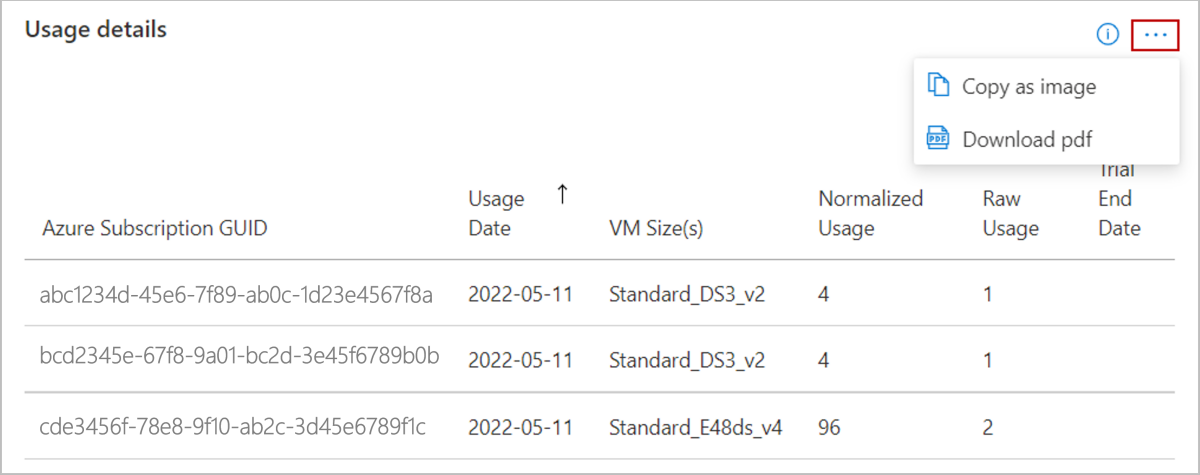 Usage details
Copy as image
Download pdf
Azure Subscription GUID
Usage
Date
VM Size(s)
Normalized
Usage
Raw
Usage
Trial
End
Date
abc1234d-45e6-7f89-ab0c-1d23e4567f8a 2022-05-11 Standard_DS3_v2 4 1
bcd2345e-67f8-9a01-bc2d-3e45f6789b0b 2022-05-11 Standard_DS3_v2 4 1
cde3456f-78e8-9f10-ab2c-3d45e6789f1c 2022-05-11 Standard_E48ds_v4 96 2